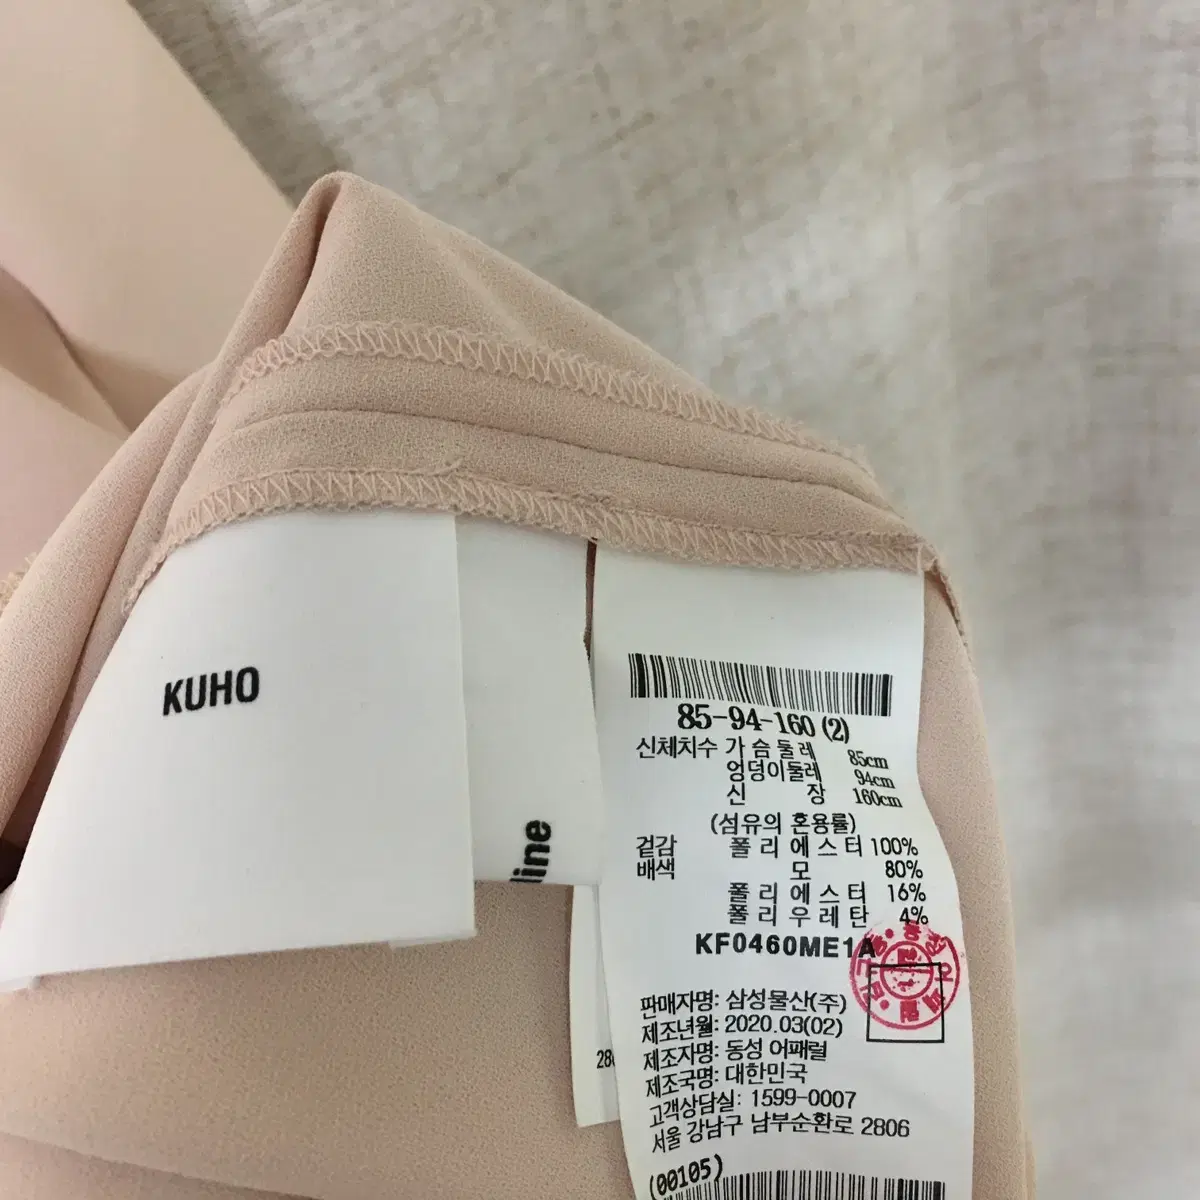 KUHO
line
85-94-160 (2)
신체치수 가슴둘레 85cm
엉덩이둘레 94cm
신 장 160cm
(섬유의 혼용률)
겉감 폴리에스터 100%
배색 모 80%
폴리에스터 16%
폴리우레탄 4%
KF0460ME1A
판매자명: 삼성물산(주)
제조년월: 2020.03(02)
제조자명: 동성 어패럴
제조국명: 대한민국
고객상담실: 1599-0007
서울 강남구 남부순환로 2806
(00105)